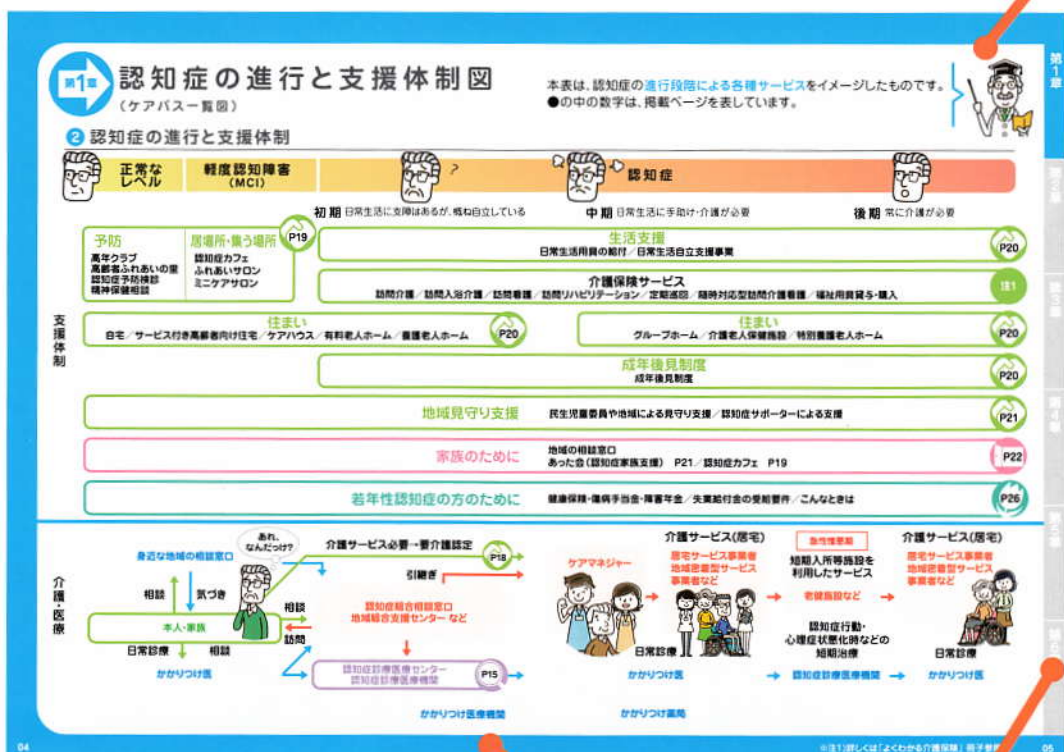 第1章
認知症の進行と支援体制図
(ケアパス一覧図)
本表は、認知症の進行段階による各種サービスをイメージしたものです。
●の中の数字は、掲載ページを表しています。
第1章
② 認知症の進行と支援体制
正常な
レベル
軽度認知障害
(MCI)
?
認知症
初期 日常生活に支障はあるが、概ね自立している
中期 日常生活に手助け・介護が必要
後期 常に介護が必要
支援体制
予防
高年クラブ
高齢者ふれあいの里
認知症予防検診
精神保健相談
居場所・集う場所
認知症カフェ
ふれあいサロン
ミニケアサロン
P19
生活支援
日常生活用具の給付/日常生活自立支援事業
P20
介護保険サービス
訪問介護/訪問入浴介護/訪問看護/訪問リハビリテーション/定期巡回/随時対応型訪問介護看護/福祉用具貸与・購入
注1
住まい
自宅/サービス付き高齢者向け住宅/ケアハウス/有料老人ホーム/養護老人ホーム
P20
住まい
グループホーム/介護老人保健施設/特別養護老人ホーム
P20
成年後見制度
成年後見制度
P20
地域見守り支援
民生児童委員や地域による見守り支援/認知症サポーターによる支援
P21
家族のために
地域の相談窓口
あった会(認知症家族支援) P21/認知症カフェ P19
P22
若年性認知症の方のために
健康保険・傷病手当金・障害年金/失業給付金の受給要件/こんなときは
P26
介護・医療
身近な地域の相談窓口
あれ、
なんだっけ?
介護サービス必要→要介護認定
P18
引継ぎ
相談
気づき
本人・家族
相談
訪問
日常診療
相談
かかりつけ医
認知症総合相談窓口
地域総合支援センター など
認知症診療医療センター
認知症診療医療機関
P15
かかりつけ医療機関
ケアマネジャー
介護サービス(居宅)
居宅サービス事業者
地域密着型サービス
事業者など
日常診療
かかりつけ医
かかりつけ薬局
急性増悪期
短期入所等施設を
利用したサービス
老健施設など
認知症行動・
心理症状悪化時などの
短期治療
認知症診療医療機関
介護サービス(居宅)
居宅サービス事業者
地域密着型サービス
事業者など
日常診療
かかりつけ医
04
※注1)詳しくは「よくわかる介護保険」冊子参照